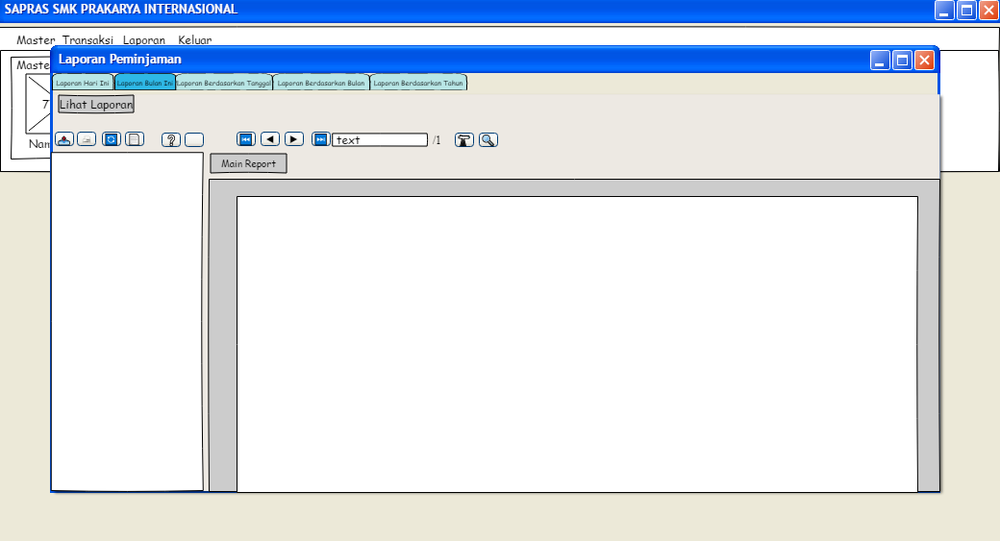 SAPRAS SMK PRAKARYA INTERNASIONAL
Master Transaksi Laporan Keluar
Maste
7
Nam
Laporan Peminjaman
Laporan Hari Ini Laporan Bulan Ini Laporan Berdasarkan Tanggal Laporan Berdasarkan Bulan Laporan Berdasarkan Tahun
Lihat Laporan
? text /1
Main Report